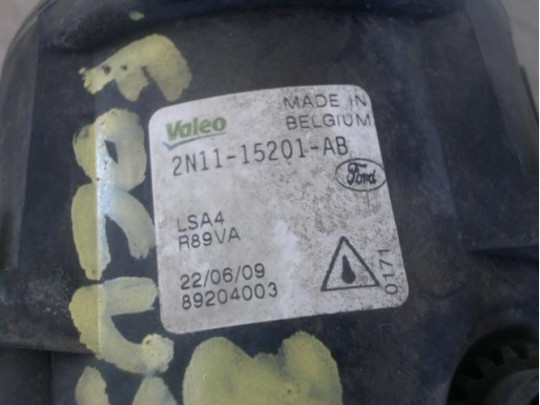 Valeo
MADE IN
BELGIUM
2N11-15201-AB
Ford
LSA4
R89VA
22/06/09
89204003
0171